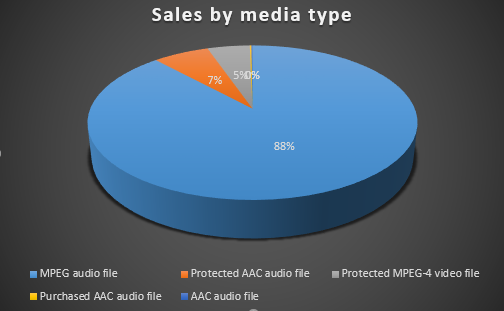 Sales by media type
7%
5%
0%
0%
88%
MPEG audio file
Protected AAC audio file
Protected MPEG-4 video file
Purchased AAC audio file
AAC audio file